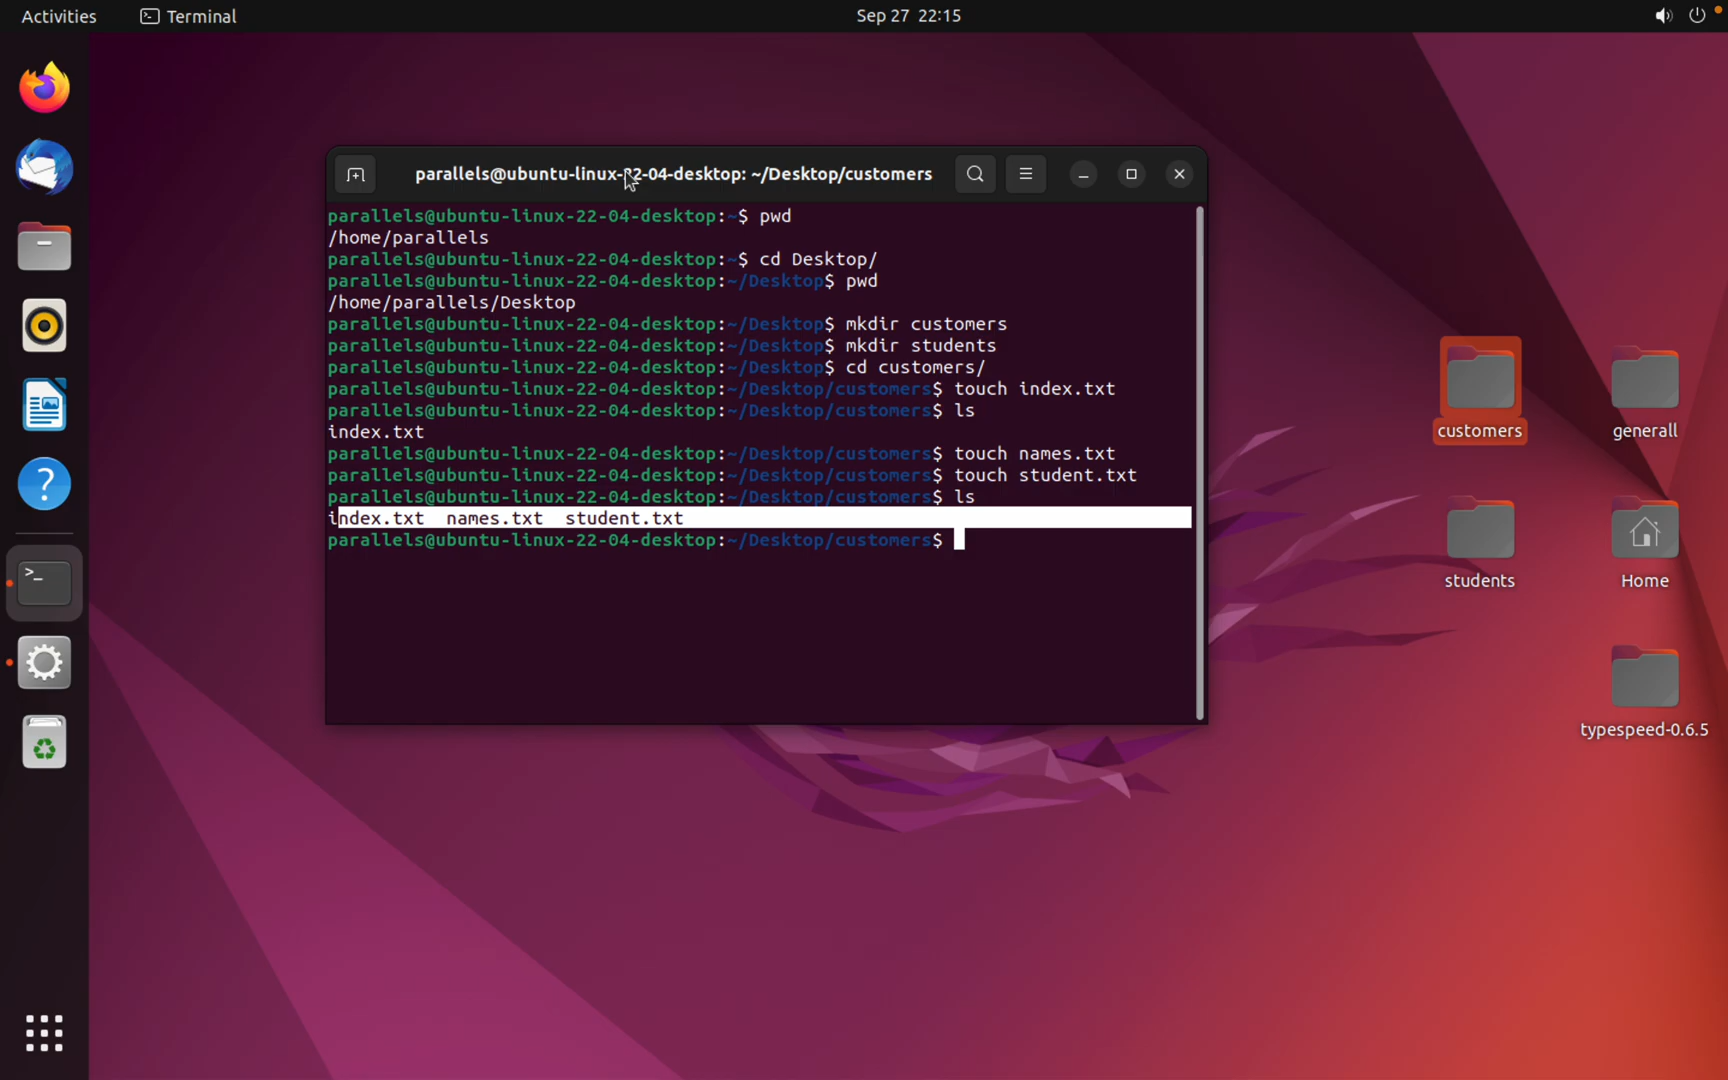 Activities
Terminal
Sep 27 22:15
parallels@ubuntu-linux-22-04-desktop: ~/Desktop/customers
parallels@ubuntu-linux-22-04-desktop:~$ pwd
/home/parallels
parallels@ubuntu-linux-22-04-desktop:~$ cd Desktop/
parallels@ubuntu-linux-22-04-desktop:~/Desktop$ pwd
/home/parallels/Desktop
parallels@ubuntu-linux-22-04-desktop:~/Desktop$ mkdir customers
parallels@ubuntu-linux-22-04-desktop:~/Desktop$ mkdir students
parallels@ubuntu-linux-22-04-desktop:~/Desktop$ cd customers/
parallels@ubuntu-linux-22-04-desktop:~/Desktop/customers$ touch index.txt
parallels@ubuntu-linux-22-04-desktop:~/Desktop/customers$ ls
index.txt
parallels@ubuntu-linux-22-04-desktop:~/Desktop/customers$ touch names.txt
parallels@ubuntu-linux-22-04-desktop:~/Desktop/customers$ touch student.txt
parallels@ubuntu-linux-22-04-desktop:~/Desktop/customers$ ls
index.txt names.txt student.txt
parallels@ubuntu-linux-22-04-desktop:~/Desktop/customers$
customers
generall
students
Home
typespeed-0.6.5